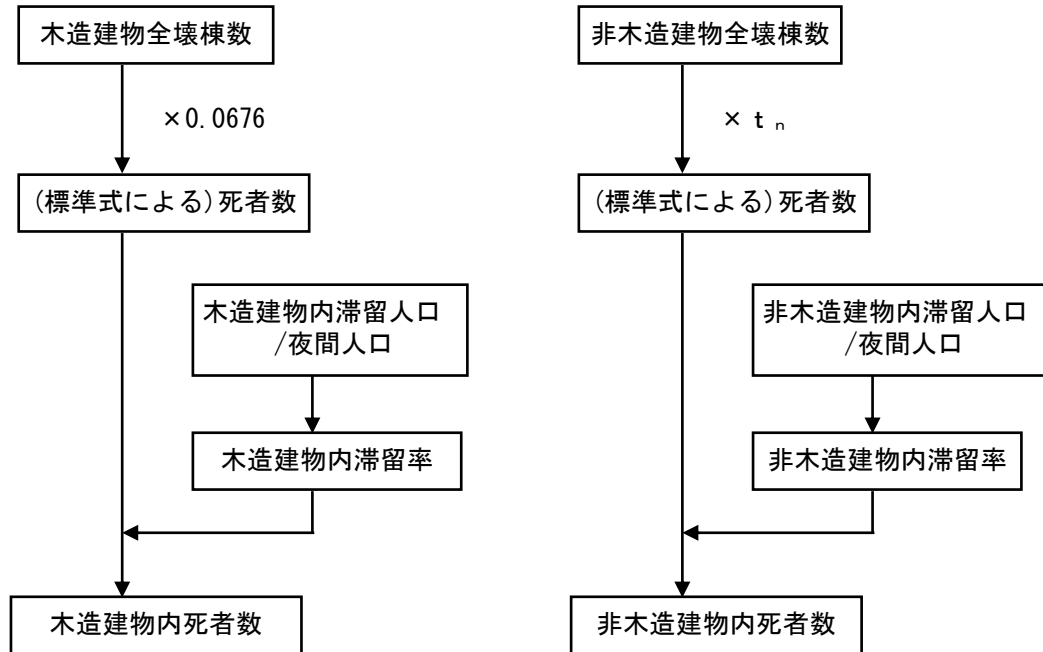 木造建物全壊棟数
×0.0676
(標準式による)死者数
木造建物内滞留人口
/夜間人口
木造建物内滞留率
木造建物内死者数
非木造建物全壊棟数
× t n
(標準式による)死者数
非木造建物内滞留人口
/夜間人口
非木造建物内滞留率
非木造建物内死者数